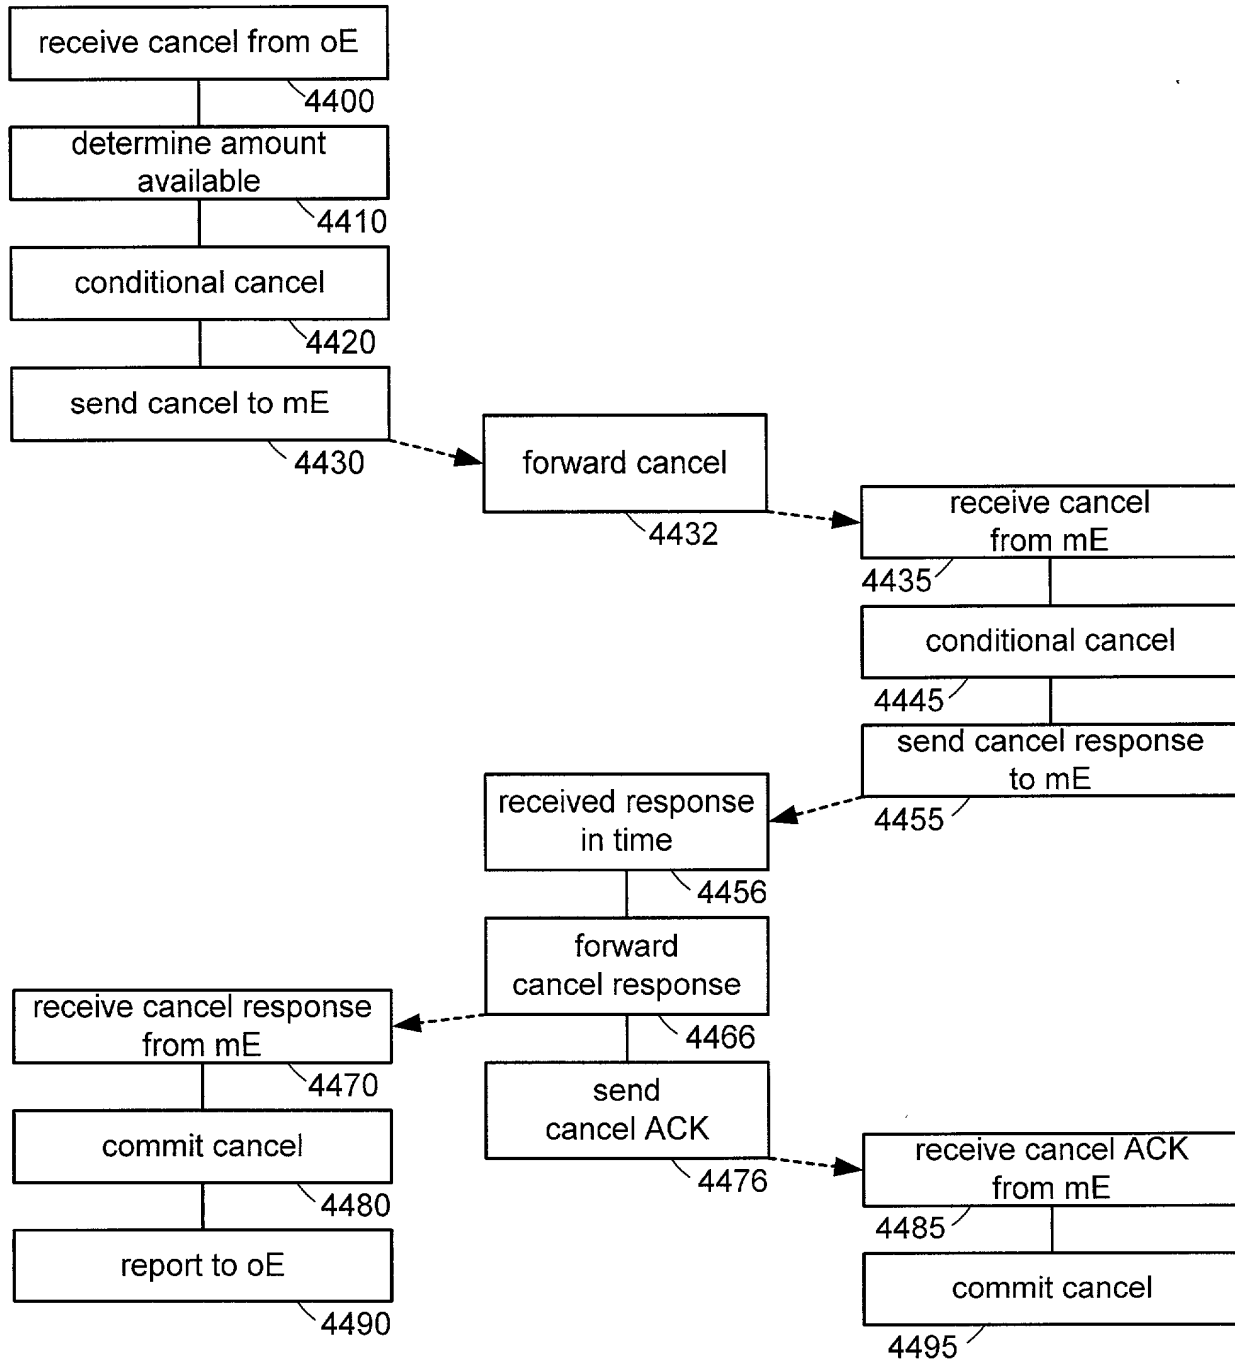 receive cancel from oE
4400
determine amount
available
4410
conditional cancel
4420
send cancel to mE
4430
forward cancel
4432
receive cancel
from mE
4435
conditional cancel
4445
send cancel response
to mE
4455
received response
in time
4456
forward
cancel response
4466
receive cancel response
from mE
4470
send
cancel ACK
4476
commit cancel
4480
receive cancel ACK
from mE
4485
report to oE
4490
commit cancel
4495